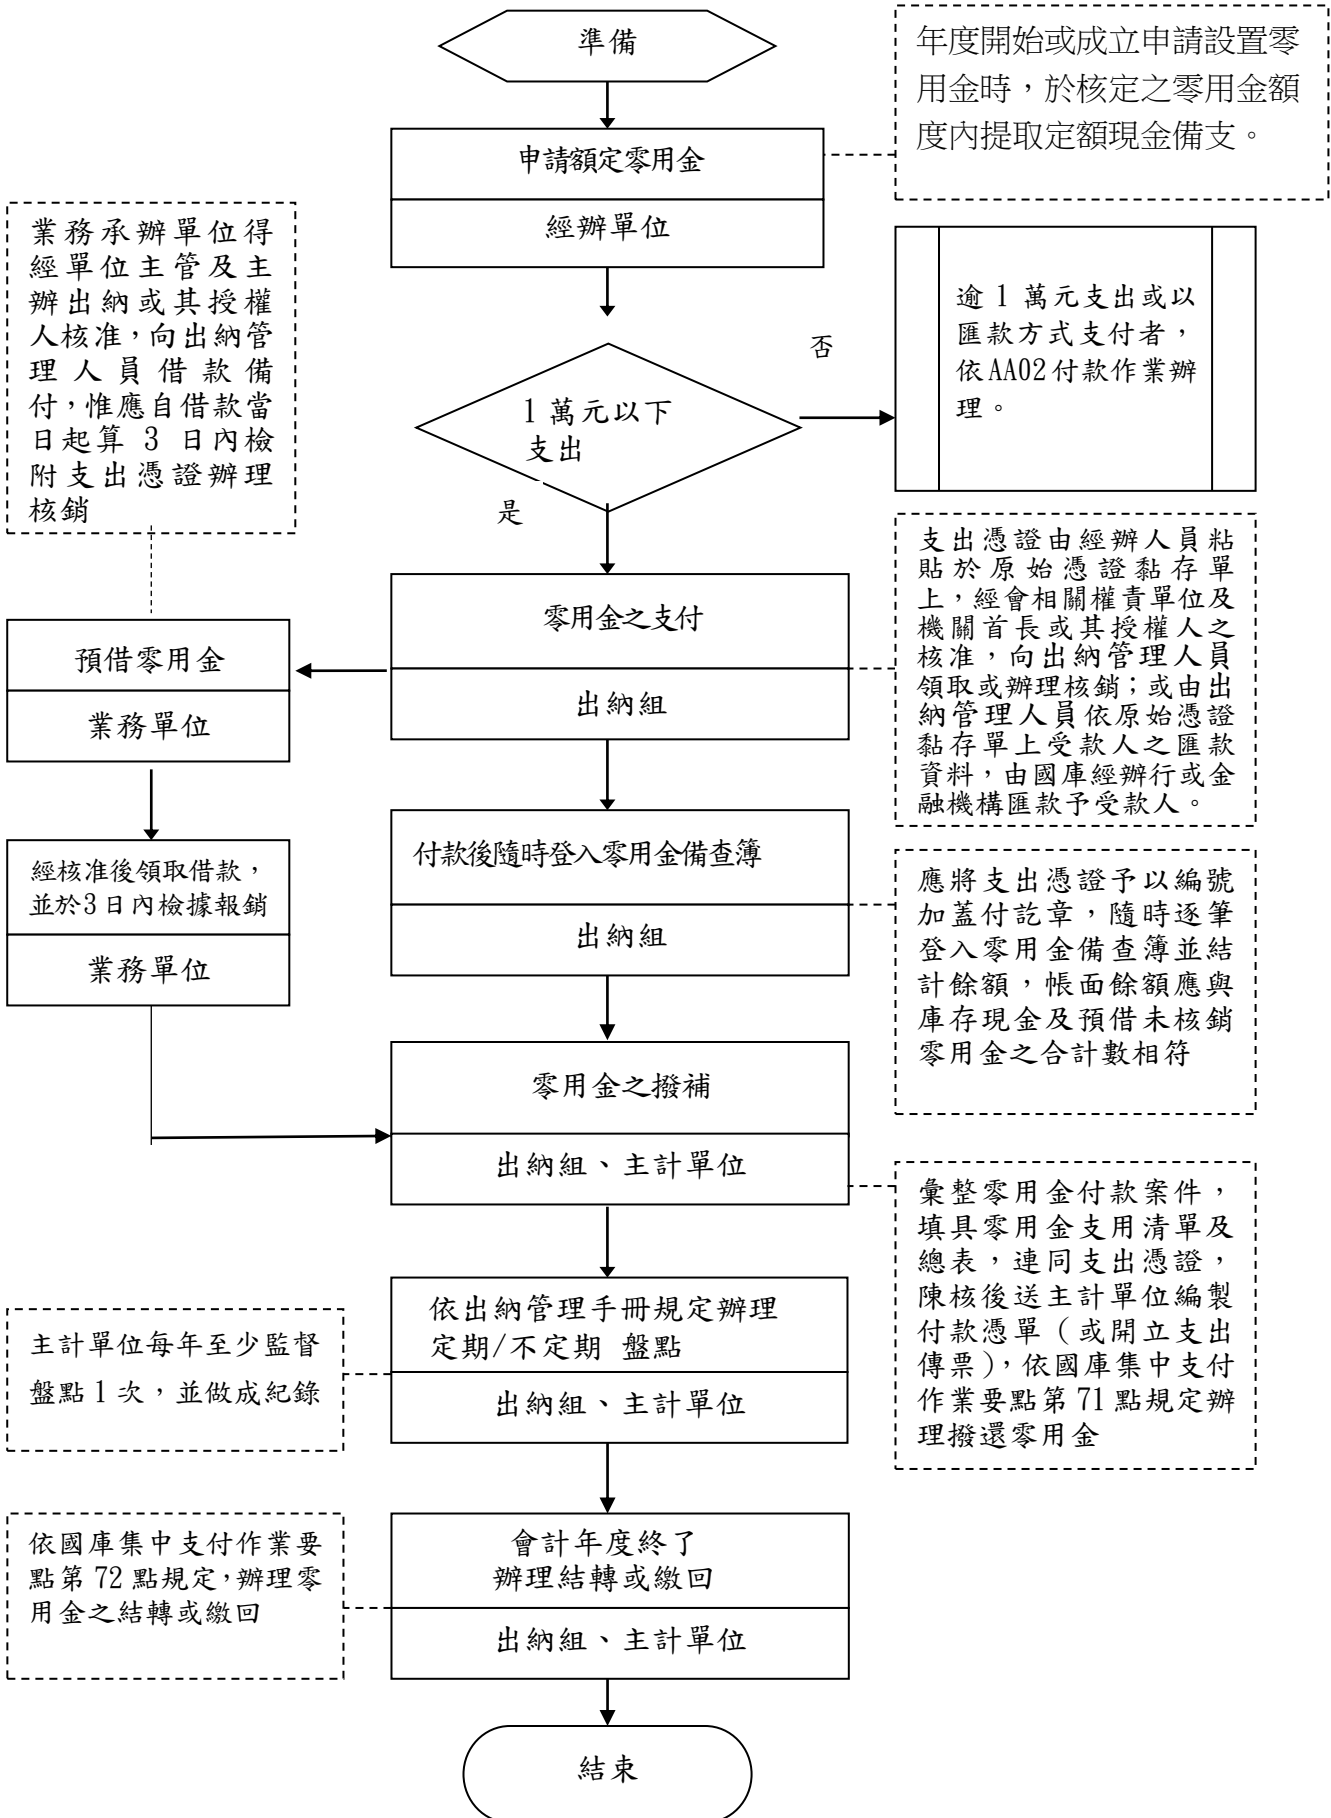 準備
年度開始或成立申請設置零
用金時，於核定之零用金額
度內提取定額現金備支。
申請額定零用金
經辦單位
業務承辦單位得
經單位主管及主
辦出納或其授權
人核准，向出納管
理人員借款備
付，惟應自借款當
日起算 3 日內檢
附支出憑證辦理
核銷
逾 1 萬元支出或以
匯款方式支付者，
依AA02付款作業辦
理。
否
1 萬元以下
支出
是
支出憑證由經辦人員粘
貼於原始憑證黏存單
上，經會相關權責單位及
機關首長或其授權人之
核准，向出納管理人員
領取或辦理核銷；或由出
納管理人員依原始憑證
黏存單上受款人之匯款
資料，由國庫經辦行或金
融機構匯款予受款人。
零用金之支付
出納組
預借零用金
業務單位
付款後隨時登入零用金備查簿
出納組
經核准後領取借款，
並於3日內檢據報銷
業務單位
應將支出憑證予以編號
加蓋付訖章，隨時逐筆
登入零用金備查簿並結
計餘額，帳面餘額應與
庫存現金及預借未核銷
零用金之合計數相符
零用金之撥補
出納組、主計單位
彙整零用金付款案件，
填具零用金支用清單及
總表，連同支出憑證，
陳核後送主計單位編製
付款憑單（或開立支出
傳票），依國庫集中支付
作業要點第 71 點規定辦
理撥還零用金
依出納管理手冊規定辦理
定期/不定期 盤點
出納組、主計單位
主計單位每年至少監督
盤點 1 次，並做成紀錄
會計年度終了
辦理結轉或繳回
出納組、主計單位
依國庫集中支付作業要
點第 72 點規定，辦理零
用金之結轉或繳回
結束